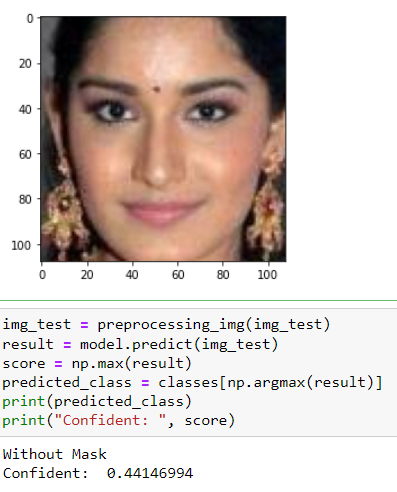 0
20
40
60
80
100
0 20 40 60 80 100
img_test = preprocessing_img(img_test)
result = model.predict(img_test)
score = np.max(result)
predicted_class = classes[np.argmax(result)]
print(predicted_class)
print("Confident: ", score)
Without Mask
Confident:  0.44146994